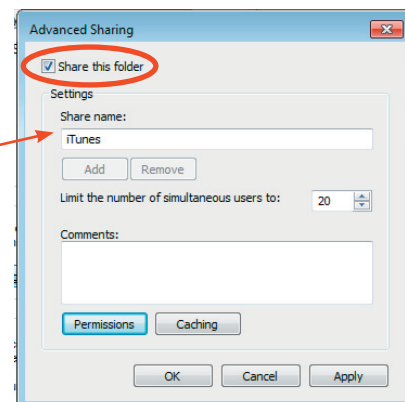 Advanced Sharing
Share this folder
Settings
Share name:
iTunes
Add Remove
Limit the number of simultaneous users to: 20
Comments:
Permissions Caching
OK Cancel Apply